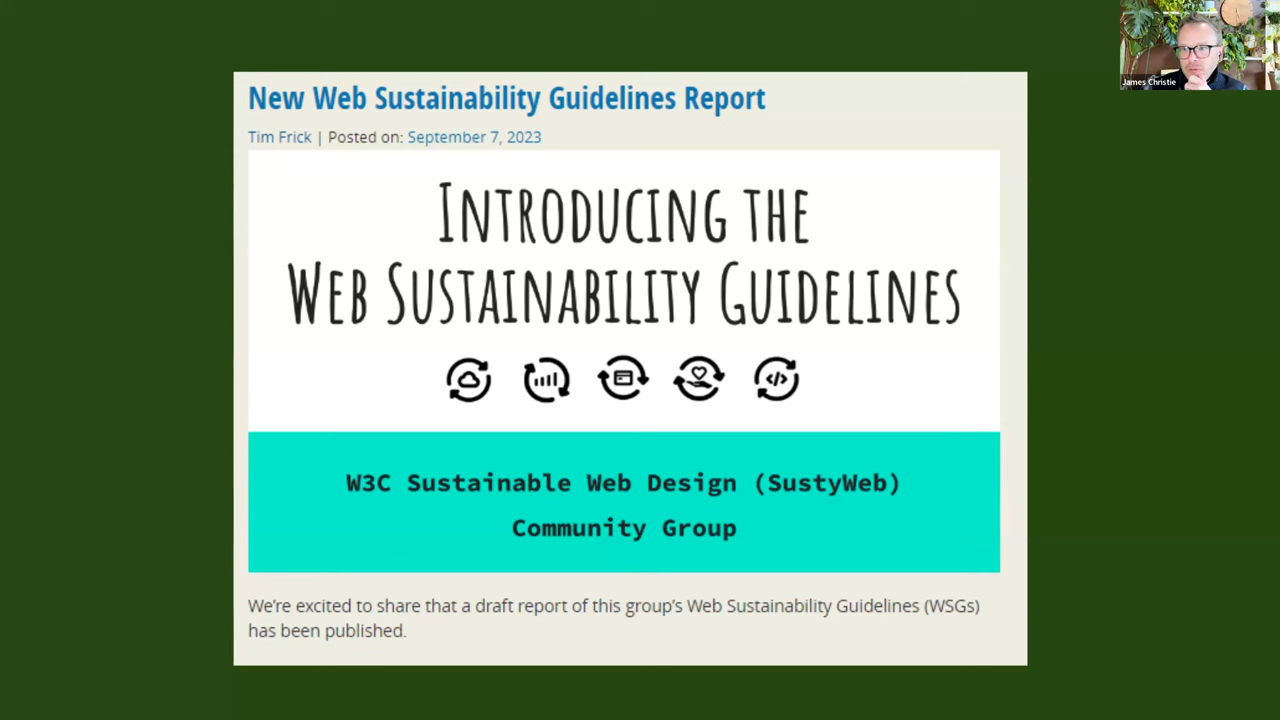 New Web Sustainability Guidelines Report
Tim Frick | Posted on: September 7, 2023
INTRODUCING THE
WEB SUSTAINABILITY GUIDELINES
</>
W3C Sustainable Web Design (SustyWeb)
Community Group
We're excited to share that a draft report of this group's Web Sustainability Guidelines (WSGs)
has been published.
James Christie